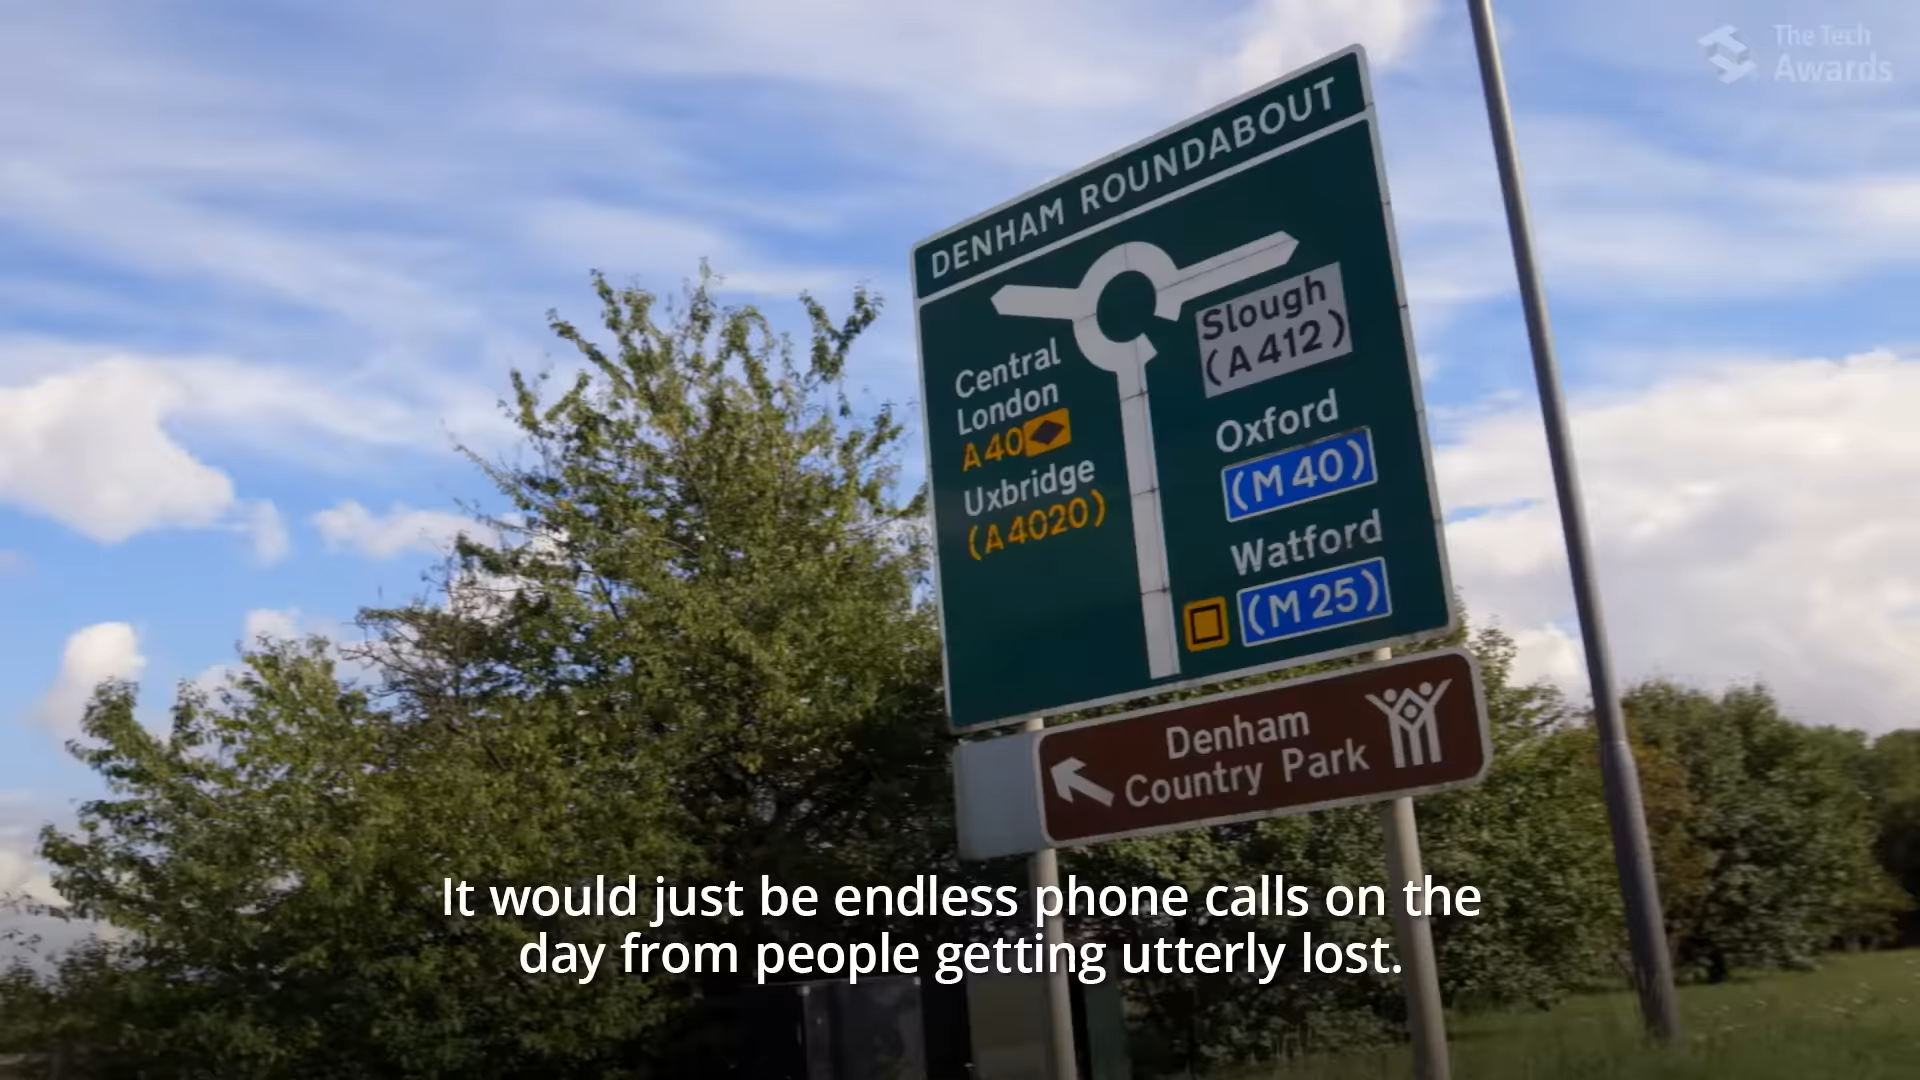 The Tech
Awards
DENHAM ROUNDABOUT
Central
London
A40
Uxbridge
(A4020)
Slough
(A412)
Oxford
(M40)
Watford
(M25)
Denham
Country Park
It would just be endless phone calls on the
day from people getting utterly lost.